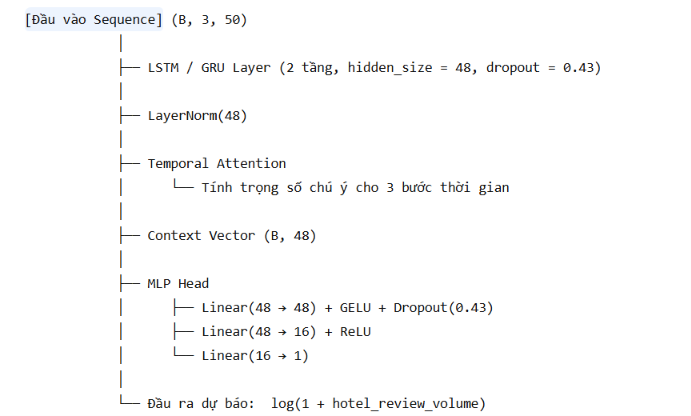 [Đầu vào Sequence] (B, 3, 50)
LSTM / GRU Layer (2 tầng, hidden_size = 48, dropout = 0.43)
LayerNorm(48)
Temporal Attention
Tính trọng số chú ý cho 3 bước thời gian
Context Vector (B, 48)
MLP Head
Linear(48 → 48) + GELU + Dropout(0.43)
Linear(48 → 16) + ReLU
Linear(16 → 1)
Đầu ra dự báo:  log(1 + hotel_review_volume)